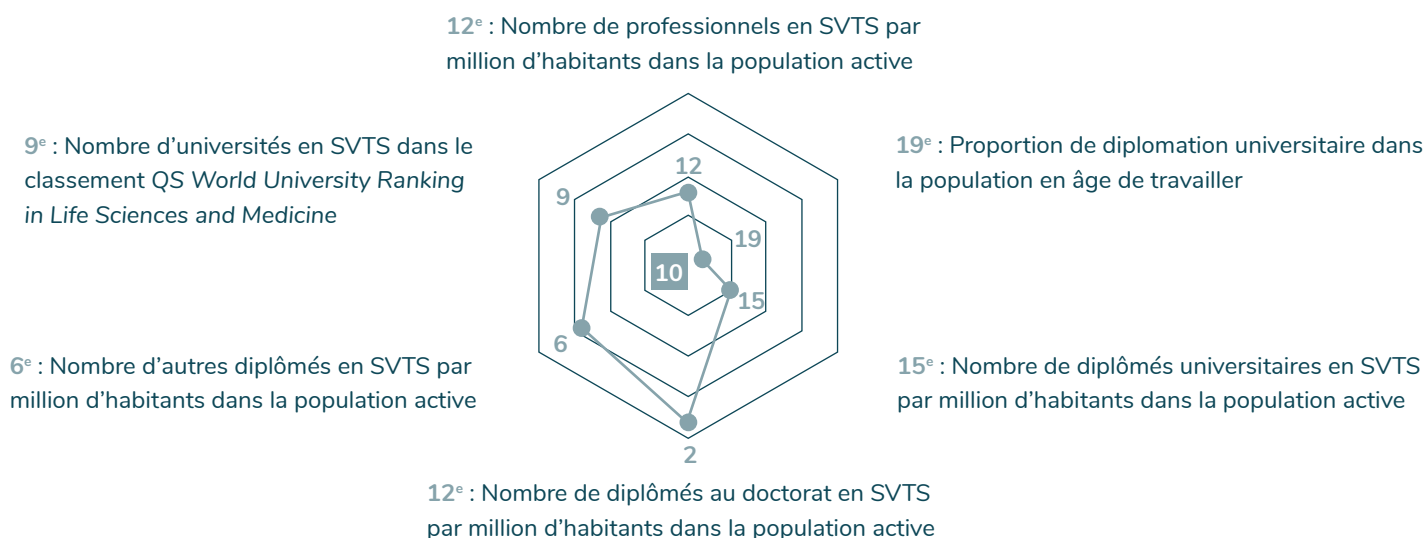 12e : Nombre de professionnels en SVTS par
million d’habitants dans la population active
9e : Nombre d’universités en SVTS dans le
classement QS World University Ranking
in Life Sciences and Medicine
19e : Proportion de diplomation universitaire dans
la population en âge de travailler
12
9
19
10
15
6
2
6e : Nombre d’autres diplômés en SVTS par
million d’habitants dans la population active
15e : Nombre de diplômés universitaires en SVTS
par million d’habitants dans la population active
12e : Nombre de diplômés au doctorat en SVTS
par million d’habitants dans la population active